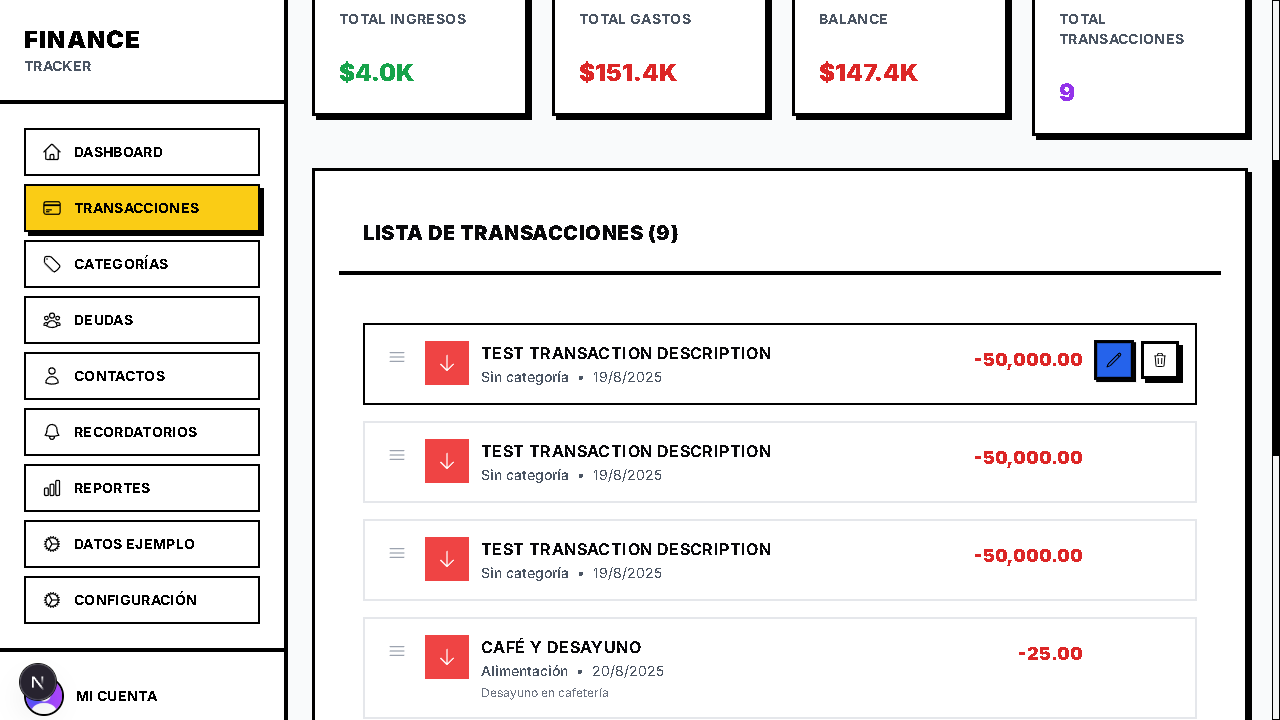 FINANCE
TRACKER
DASHBOARD
TRANSACCIONES
CATEGORÍAS
DEUDAS
CONTACTOS
RECORDATORIOS
REPORTES
DATOS EJEMPLO
CONFIGURACIÓN
N
MI CUENTA
TOTAL INGRESOS
$4.0K
TOTAL GASTOS
$151.4K
BALANCE
$147.4K
TOTAL
TRANSACCIONES
9
LISTA DE TRANSACCIONES (9)
TEST TRANSACTION DESCRIPTION
-50,000.00
Sin categoría • 19/8/2025
TEST TRANSACTION DESCRIPTION
-50,000.00
Sin categoría • 19/8/2025
TEST TRANSACTION DESCRIPTION
-50,000.00
Sin categoría • 19/8/2025
CAFÉ Y DESAYUNO
-25.00
Alimentación • 20/8/2025
Desayuno en cafetería